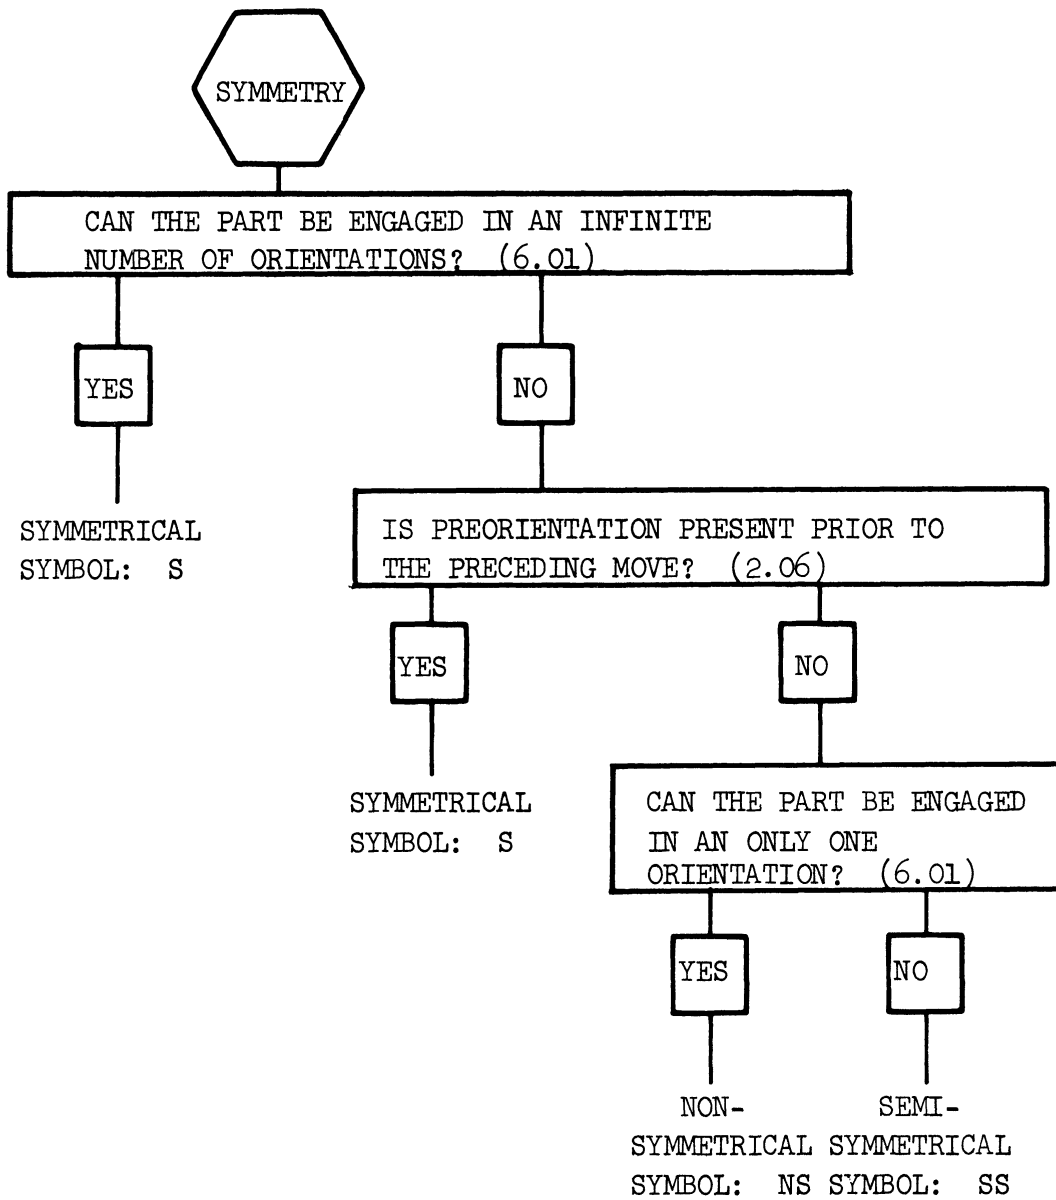 SYMMETRY
CAN THE PART BE ENGAGED IN AN INFINITE
NUMBER OF ORIENTATIONS? (6.01)
YES
NO
SYMMETRICAL
SYMBOL: S
IS PREORIENTATION PRESENT PRIOR TO
THE PRECEDING MOVE? (2.06)
YES
NO
SYMMETRICAL
SYMBOL: S
CAN THE PART BE ENGAGED
IN AN ONLY ONE
ORIENTATION? (6.01)
YES
NO
NON-
SYMMETRICAL
SYMBOL: NS
SEMI-
SYMMETRICAL
SYMBOL: SS